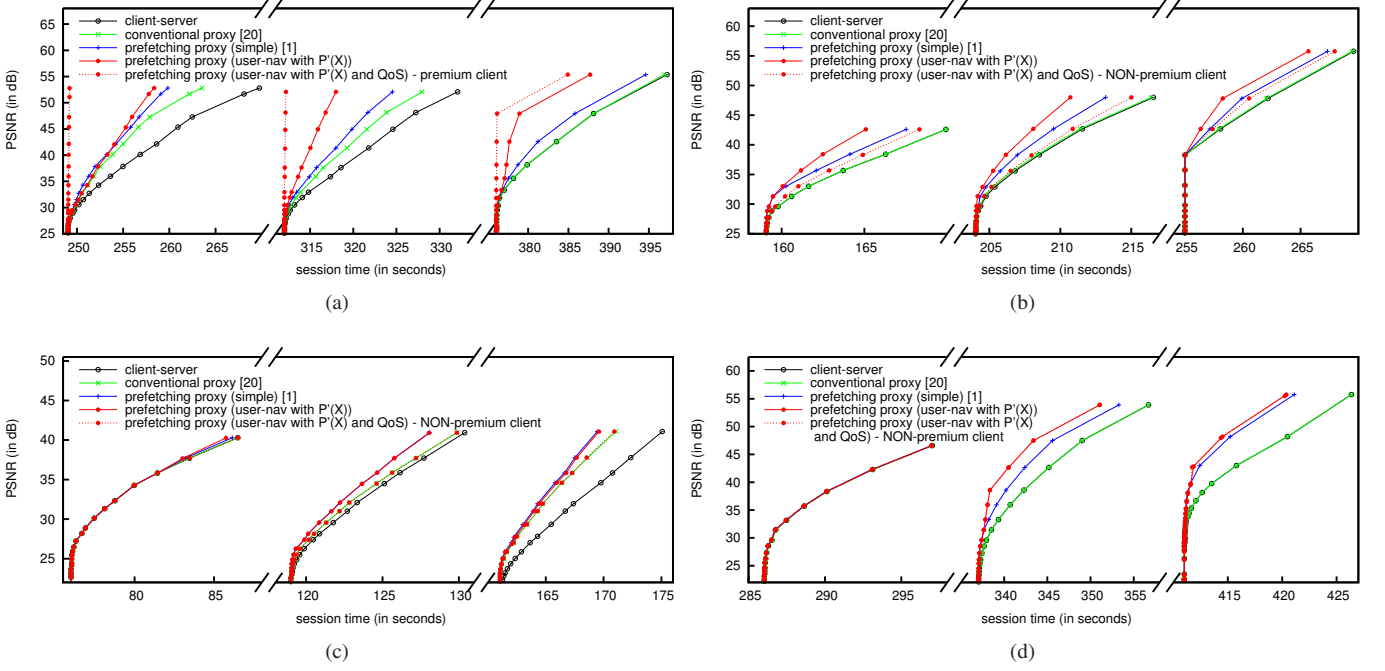 65
60
55
50
45
40
35
30
25
PSNR (in dB)
client-server
conventional proxy [20]
prefetching proxy (simple) [1]
prefetching proxy (user-nav with P'(X))
prefetching proxy (user-nav with P'(X) and QoS) - premium client
250 255 260 265 315 320 325 330 380 385 390 395
session time (in seconds)
(a)
60
55
50
45
40
35
30
25
PSNR (in dB)
client-server
conventional proxy [20]
prefetching proxy (simple) [1]
prefetching proxy (user-nav with P'(X))
prefetching proxy (user-nav with P'(X) and QoS) - NON-premium client
160 165 205 210 215 255 260 265
session time (in seconds)
(b)
50
45
40
35
30
25
PSNR (in dB)
client-server
conventional proxy [20]
prefetching proxy (simple) [1]
prefetching proxy (user-nav with P'(X))
prefetching proxy (user-nav with P'(X) and QoS) - NON-premium client
80 85 120 125 130 165 170 175
session time (in seconds)
(c)
60
55
50
45
40
35
30
25
PSNR (in dB)
client-server
conventional proxy [20]
prefetching proxy (simple) [1]
prefetching proxy (user-nav with P'(X))
prefetching proxy (user-nav with P'(X)
and QoS) - NON-premium client
285 290 295 340 345 350 355 415 420 425
session time (in seconds)
(d)